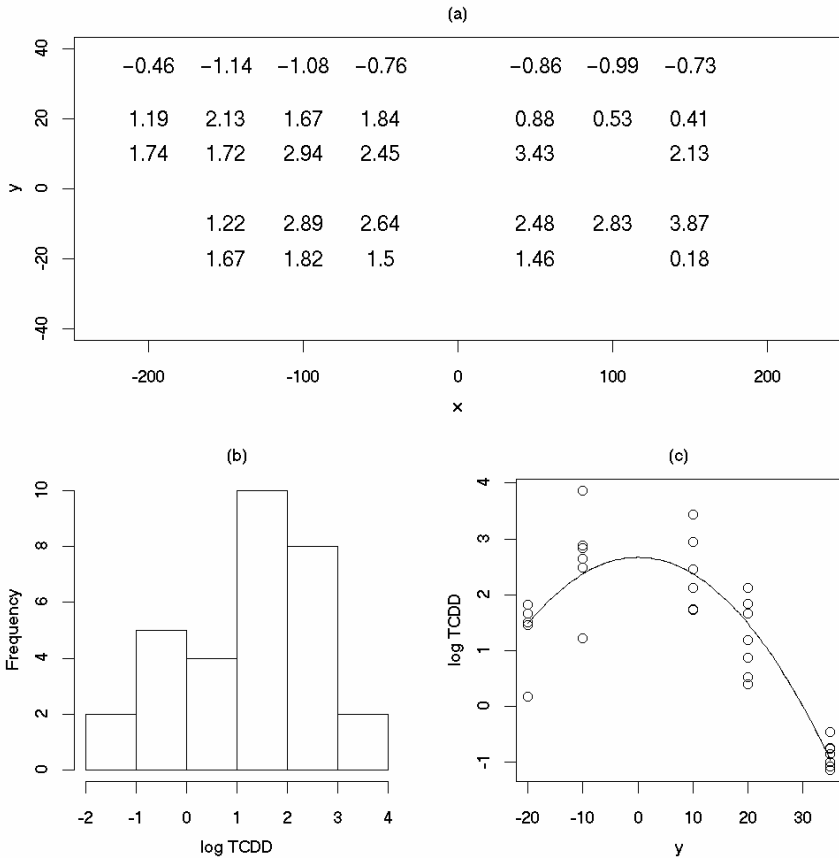 (a)
40
−0.46 −1.14 −1.08 −0.76 −0.86 −0.99 −0.73
20
1.19 2.13 1.67 1.84 0.88 0.53 0.41
1.74 1.72 2.94 2.45 3.43 2.13
y
0
1.22 2.89 2.64 2.48 2.83 3.87
-20
1.67 1.82 1.5 1.46 0.18
-40
-200 -100 0 100 200
x
(b)
10
8
6
4
2
0
Frequency
-2 -1 0 1 2 3 4
log TCDD
(c)
4
3
2
1
0
-1
log TCDD
-20 -10 0 10 20 30
y